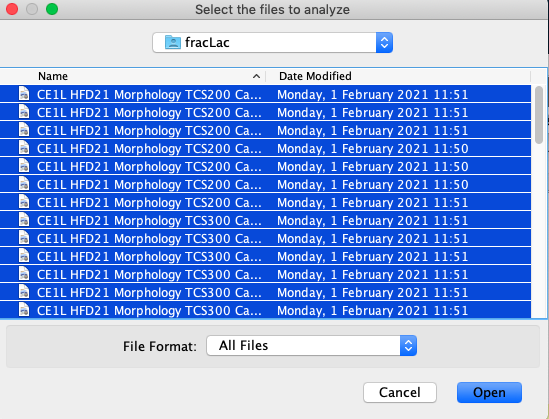 Select the files to analyze
fracLac
Name Date Modified
CE1L HFD21 Morphology TCS200 Ca... Monday, 1 February 2021 11:51
CE1L HFD21 Morphology TCS200 Ca... Monday, 1 February 2021 11:51
CE1L HFD21 Morphology TCS200 Ca... Monday, 1 February 2021 11:51
CE1L HFD21 Morphology TCS200 Ca... Monday, 1 February 2021 11:50
CE1L HFD21 Morphology TCS200 Ca... Monday, 1 February 2021 11:50
CE1L HFD21 Morphology TCS200 Ca... Monday, 1 February 2021 11:50
CE1L HFD21 Morphology TCS200 Ca... Monday, 1 February 2021 11:51
CE1L HFD21 Morphology TCS300 Ca... Monday, 1 February 2021 11:51
CE1L HFD21 Morphology TCS300 Ca... Monday, 1 February 2021 11:51
CE1L HFD21 Morphology TCS300 Ca... Monday, 1 February 2021 11:51
CE1L HFD21 Morphology TCS300 Ca... Monday, 1 February 2021 11:51
CE1L HFD21 Morphology TCS300 Ca... Monday, 1 February 2021 11:51
CE1L HFD21 Morphology TCS300 Ca... Monday, 1 February 2021 11:51
File Format: All Files
Cancel Open